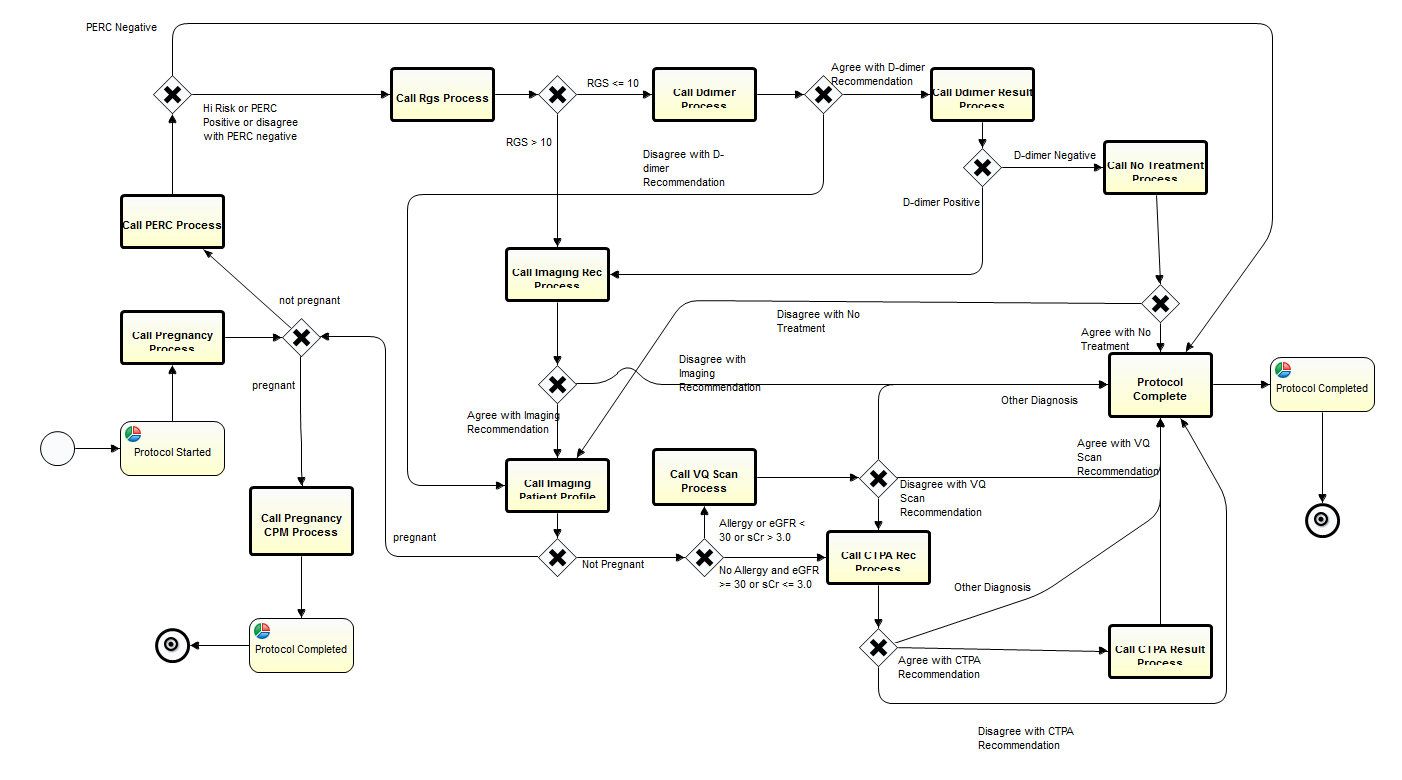 PERC Negative
Hi Risk or PERC
Positive or disagree
with PERC negative
Call Rgs Process
RGS <= 10
RGS > 10
Call Ddimer
Process
Agree with D-dimer
Recommendation
Call Ddimer Result
Process
Disagree with D-
dimer
Recommendation
D-dimer Negative
D-dimer Positive
Call No Treatment
Process
Call PERC Process
Call Imaging Rec
Process
not pregnant
Call Pregnancy
Process
pregnant
Disagree with No
Treatment
Agree with No
Treatment
Disagree with
Imaging
Recommendation
Protocol
Complete
Protocol Completed
Other Diagnosis
Agree with Imaging
Recommendation
Protocol Started
Agree with VQ
Scan
Recommendation
Call VQ Scan
Process
Call Imaging
Patient Profile
Disagree with VQ
Scan
Recommendation
Call Pregnancy
CPM Process
Allergy or eGFR <
30 or sCr > 3.0
pregnant
Not Pregnant
No Allergy and eGFR
>= 30 or sCr <= 3.0
Call CTPA Rec
Process
Other Diagnosis
Protocol Completed
Agree with CTPA
Recommendation
Call CTPA Result
Process
Disagree with CTPA
Recommendation